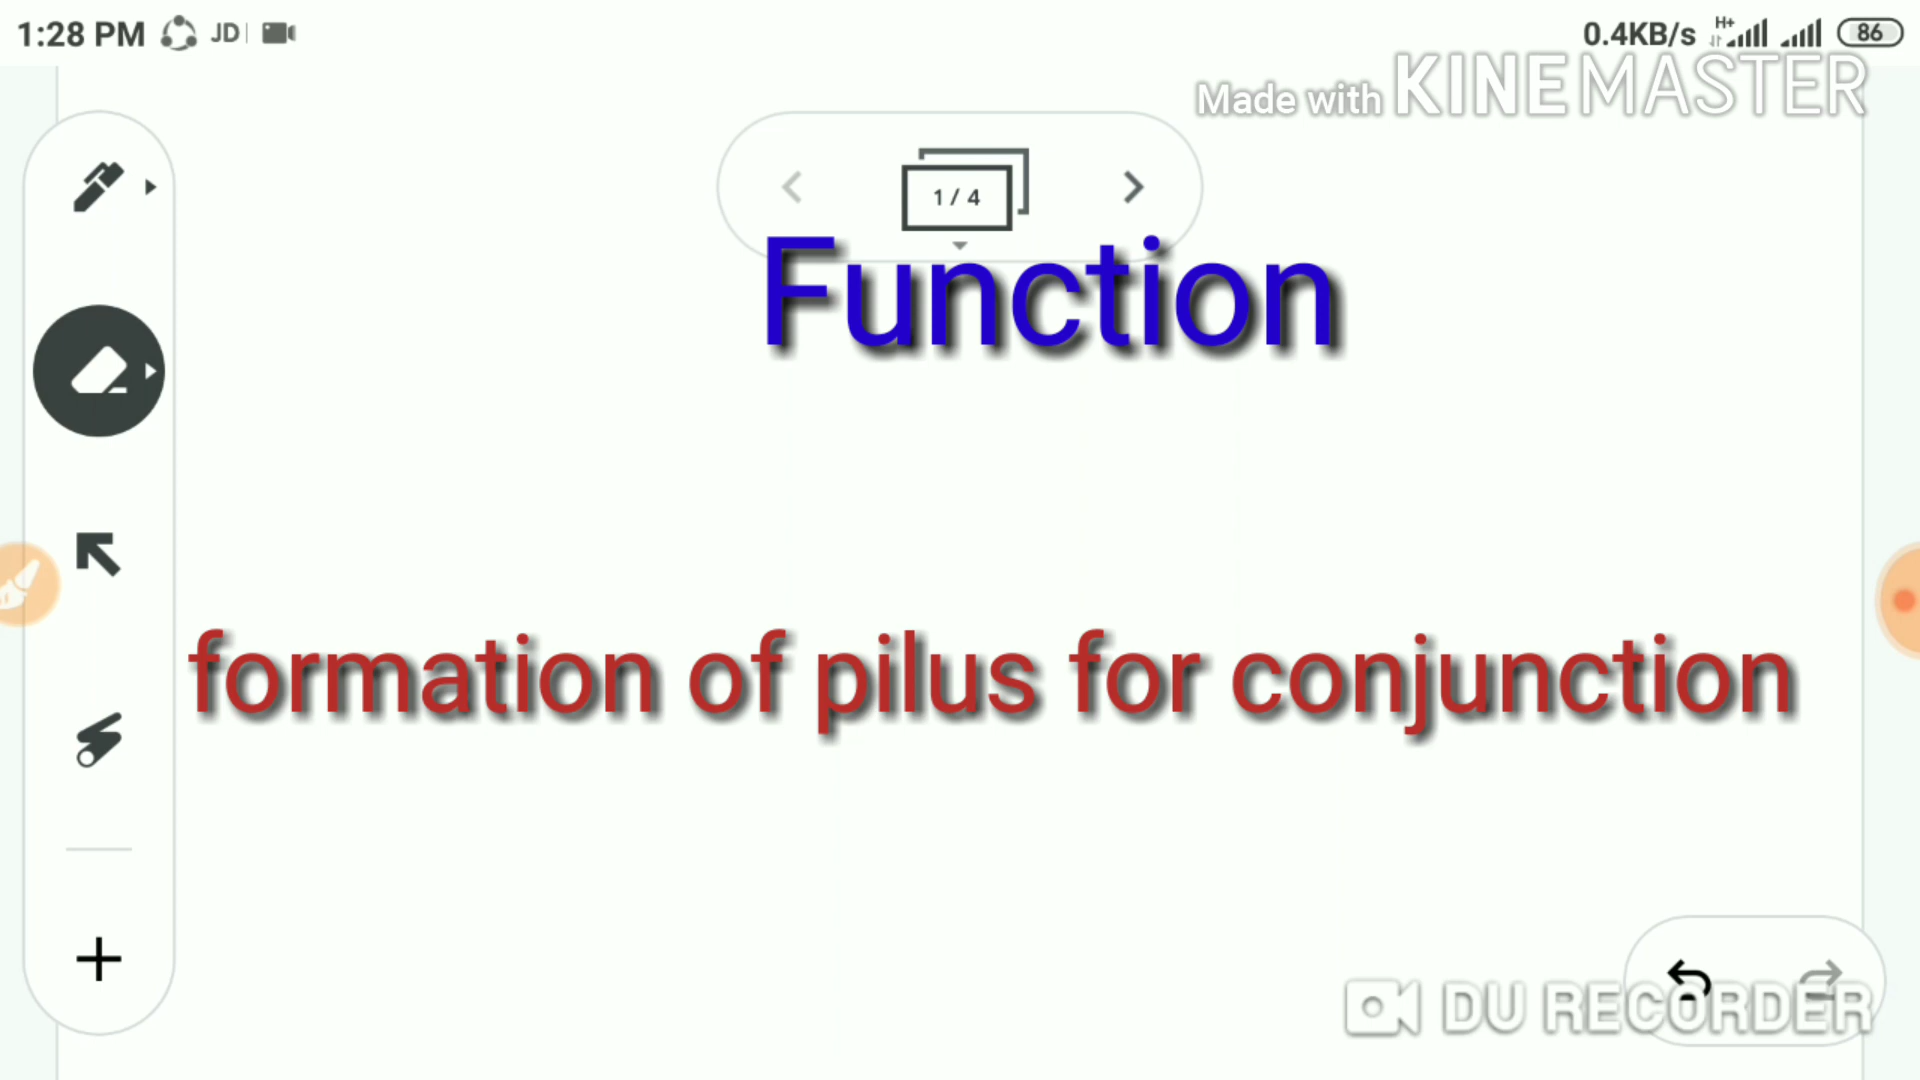 1:28 PM JD 0.4KB/s H+ 86
Made with KINEMASTER
1 / 4
Function
formation of pilus for conjunction
DU RECORDER